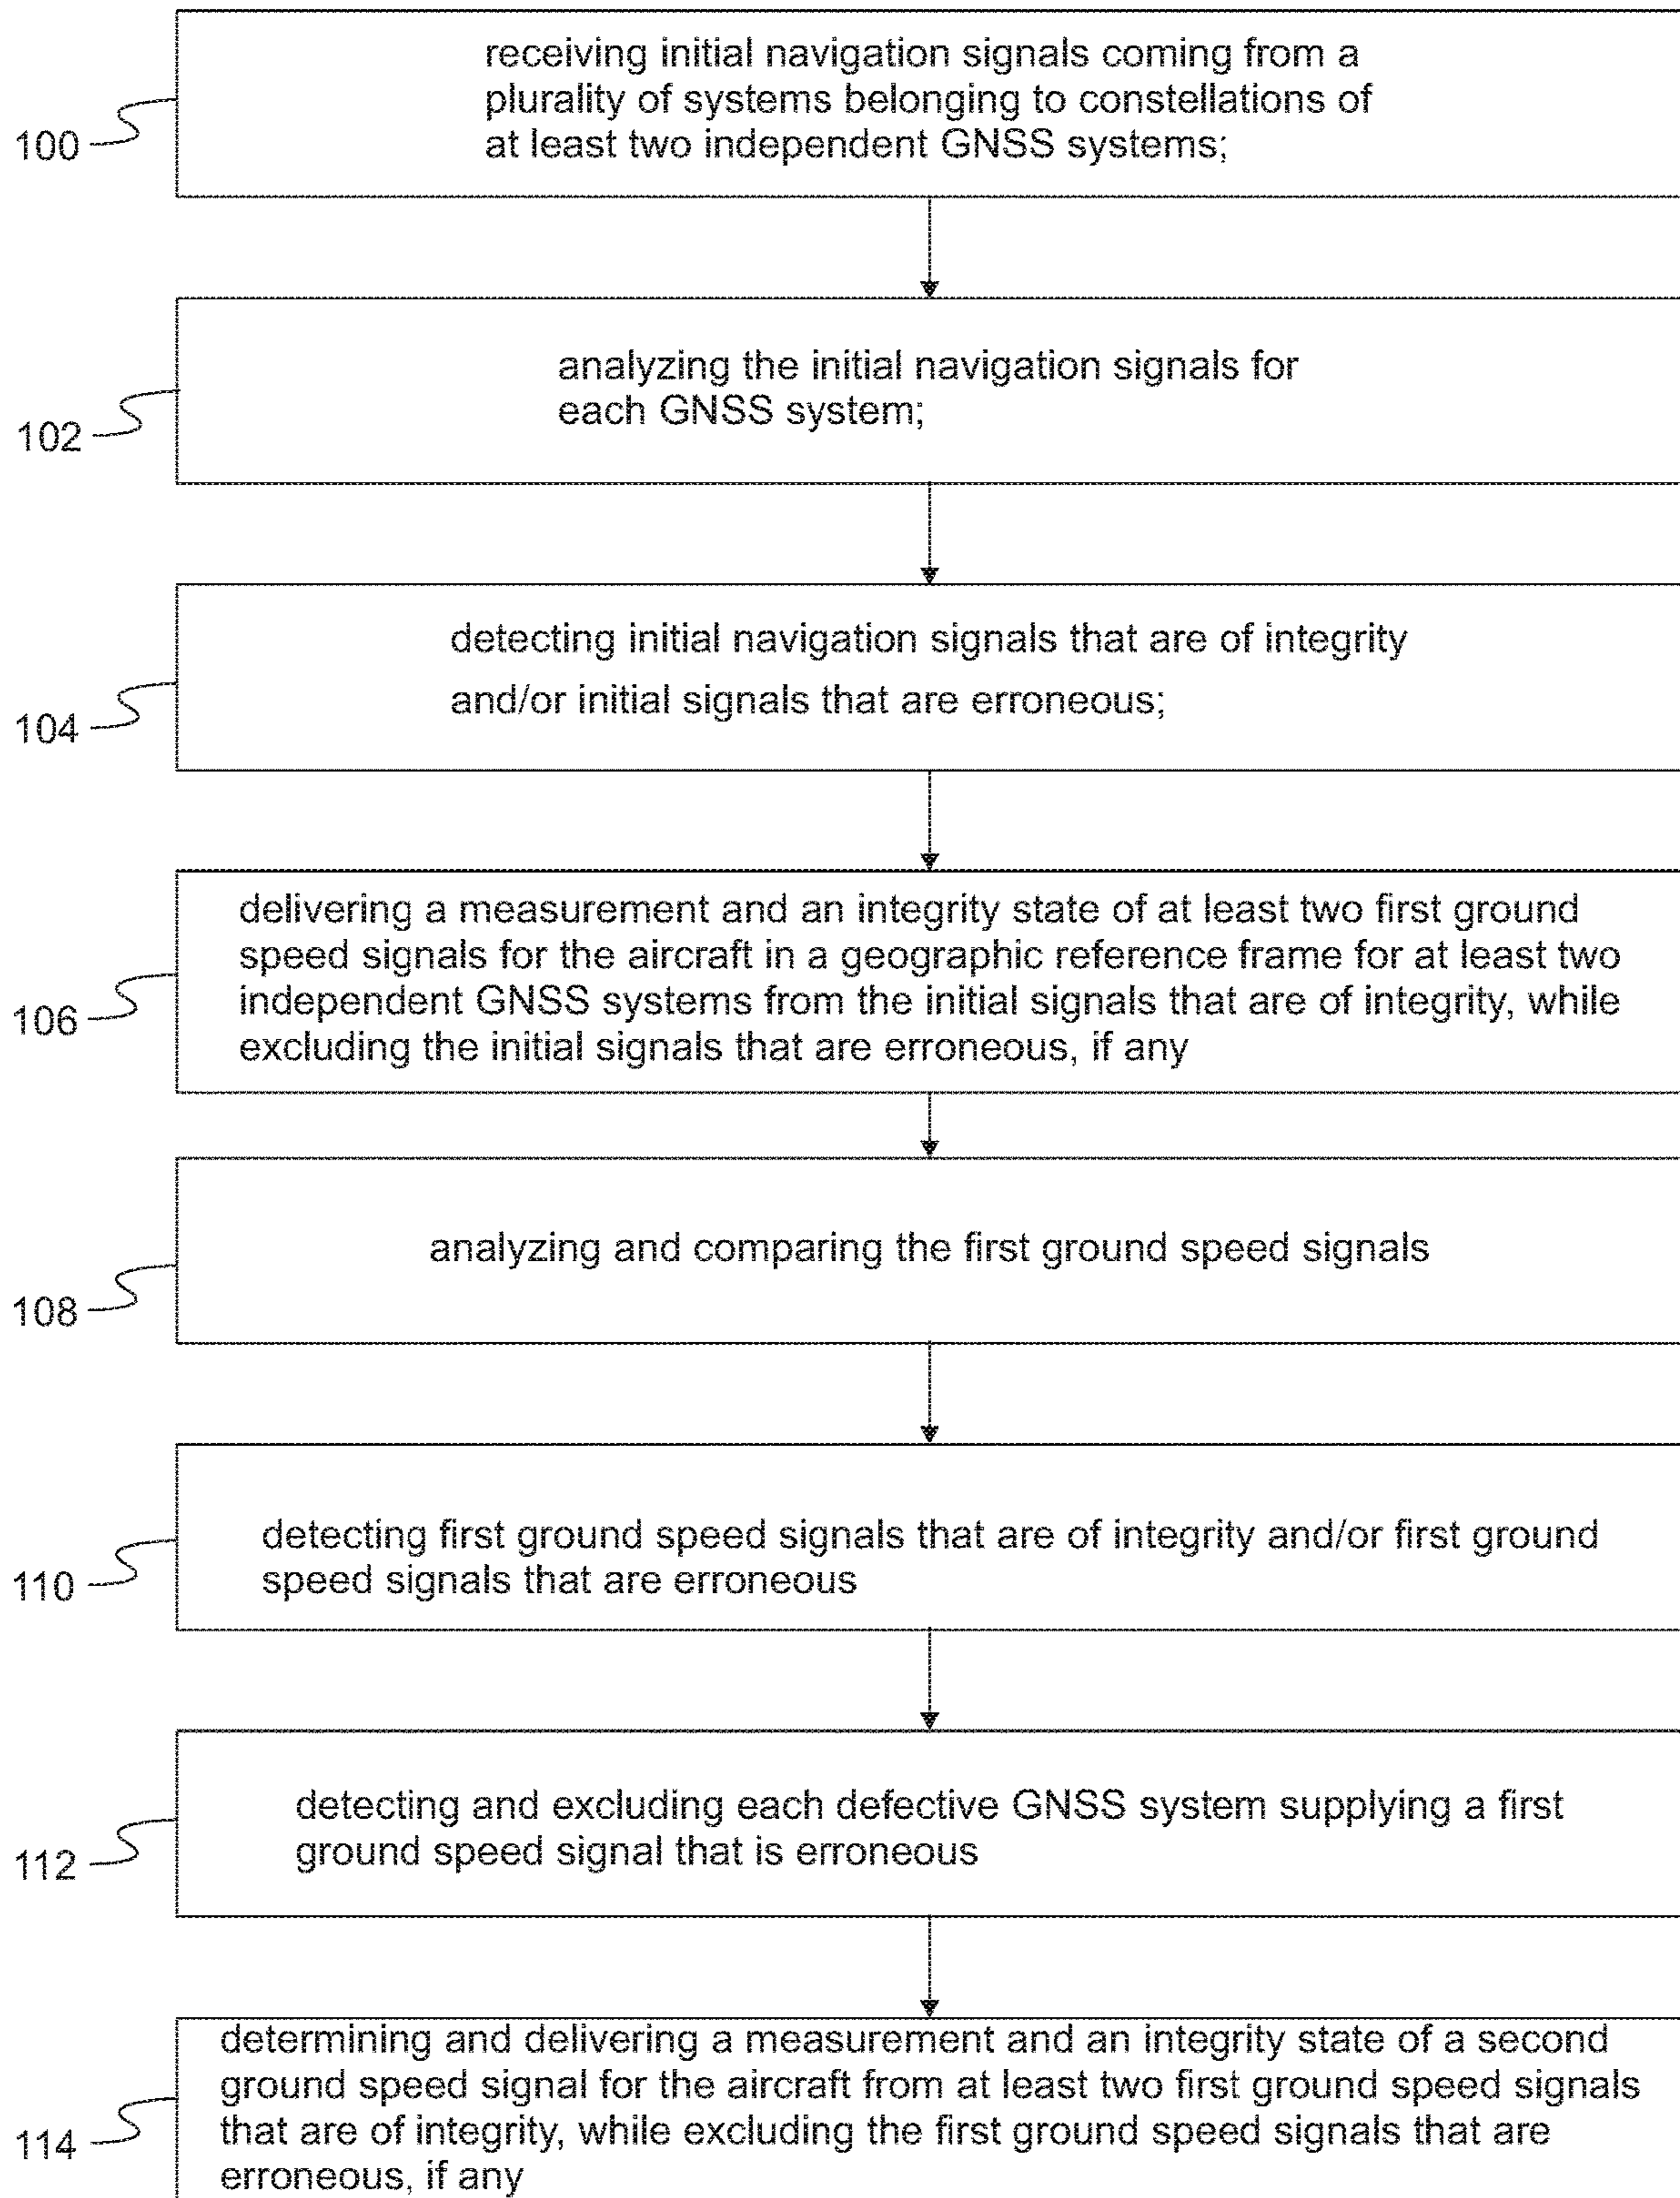 receiving initial navigation signals coming from a
plurality of systems belonging to constellations of
at least two independent GNSS systems;
100
analyzing the initial navigation signals for
each GNSS system;
102
detecting initial navigation signals that are of integrity
and/or initial signals that are erroneous;
104
delivering a measurement and an integrity state of at least two first ground
speed signals for the aircraft in a geographic reference frame for at least two
independent GNSS systems from the initial signals that are of integrity, while
excluding the initial signals that are erroneous, if any
106
analyzing and comparing the first ground speed signals
108
detecting first ground speed signals that are of integrity and/or first ground
speed signals that are erroneous
110
detecting and excluding each defective GNSS system supplying a first
ground speed signal that is erroneous
112
determining and delivering a measurement and an integrity state of a second
ground speed signal for the aircraft from at least two first ground speed signals
that are of integrity, while excluding the first ground speed signals that are
erroneous, if any
114